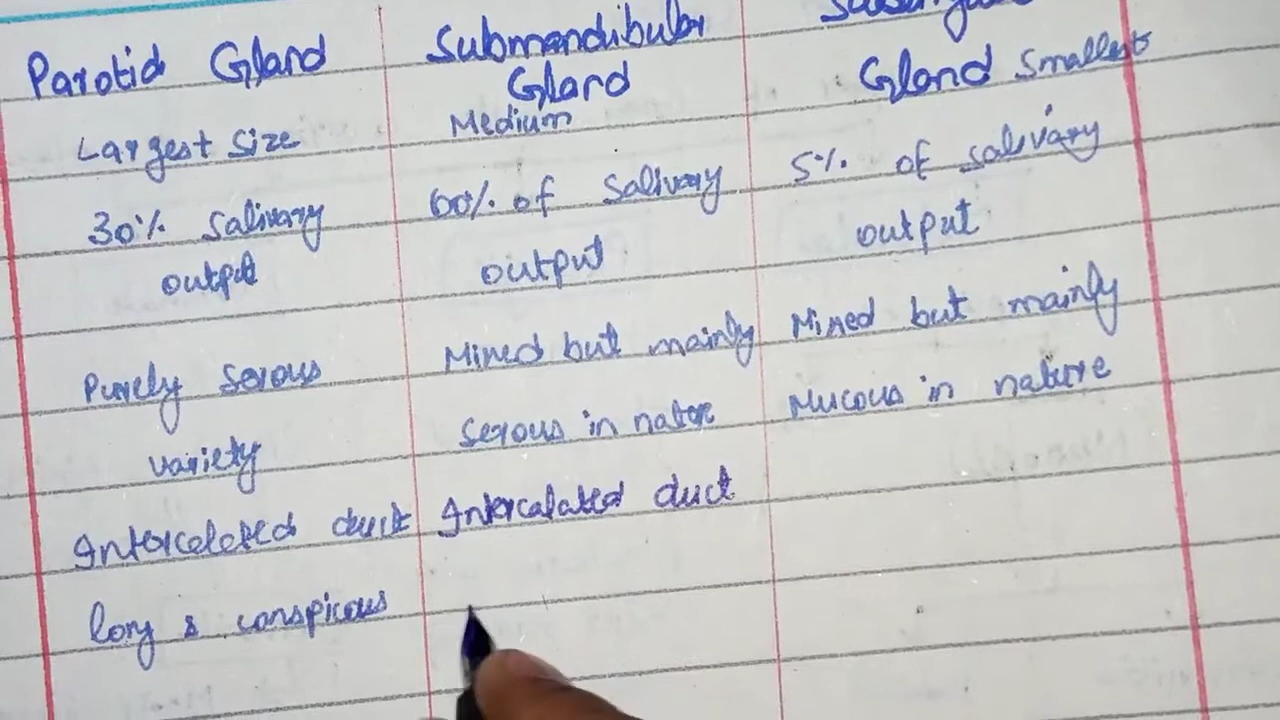 Parotid Gland
Largest Size
30% Salivary
output
Purely Serous
variety
Interceleted duct
long & conspicous
Submandibular
Gland
Medium
60% of Salivary
output
Mixed but mainly
Serous in nature
Intercalated duct
Gland Smallest
5% of salivary
output
Mixed but mainly
Mucous in nature